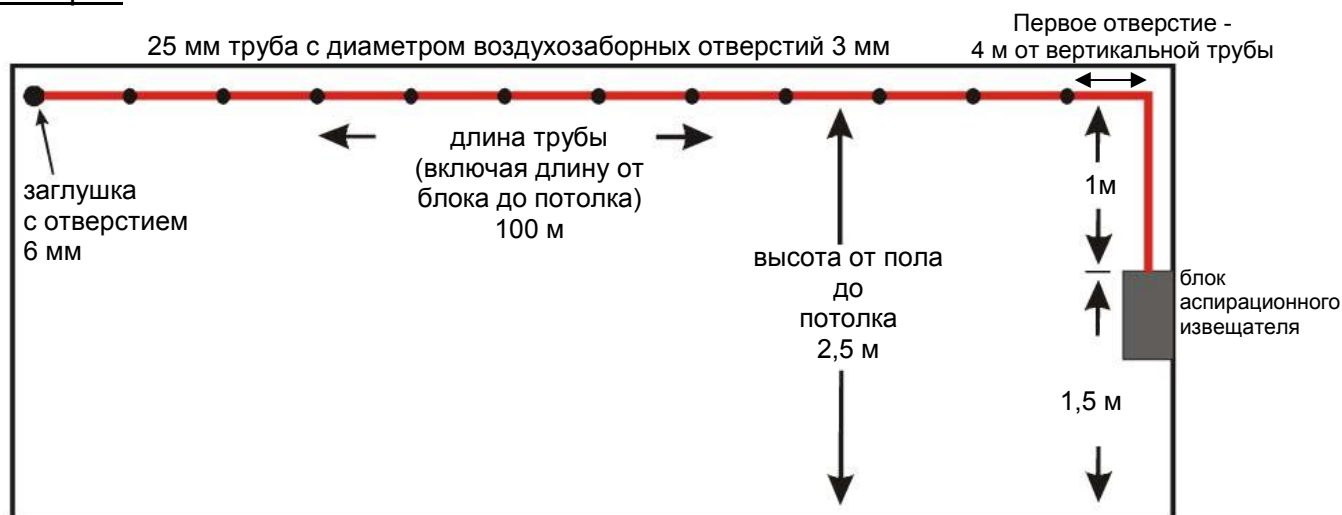 Первое отверстие -
4 м от вертикальной трубы
25 мм труба с диаметром воздухозаборных отверстий 3 мм
длина трубы
(включая длину от
блока до потолка)
100 м
заглушка
с отверстием
6 мм
1м
высота от пола
до
потолка
2,5 м
блок
аспирационного
извещателя
1,5 м